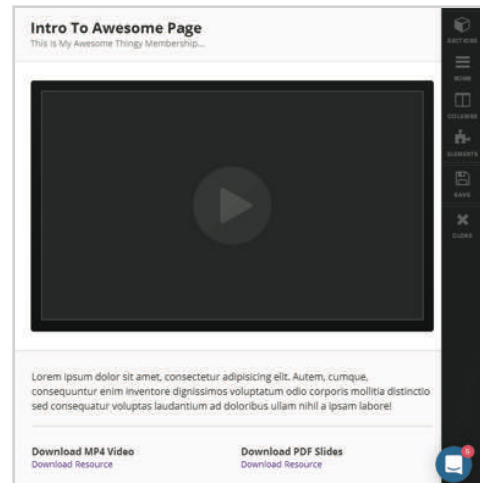 Intro To Awesome Page
This Is My Awesome Thingy Membership...
SECTIONS
ROWS
COLUMNS
ELEMENTS
SAVE
CLOSE
Lorem ipsum dolor sit amet, consectetur adipisicing elit. Autem, cumque,
consequuntur enim inventore dignissimos voluptatum odio corporis mollitia distinctio
sed consequatur voluptas laudantium ad doloribus ullam nihil a ipsam labore!
Download MP4 Video
Download Resource
Download PDF Slides
Download Resource
5